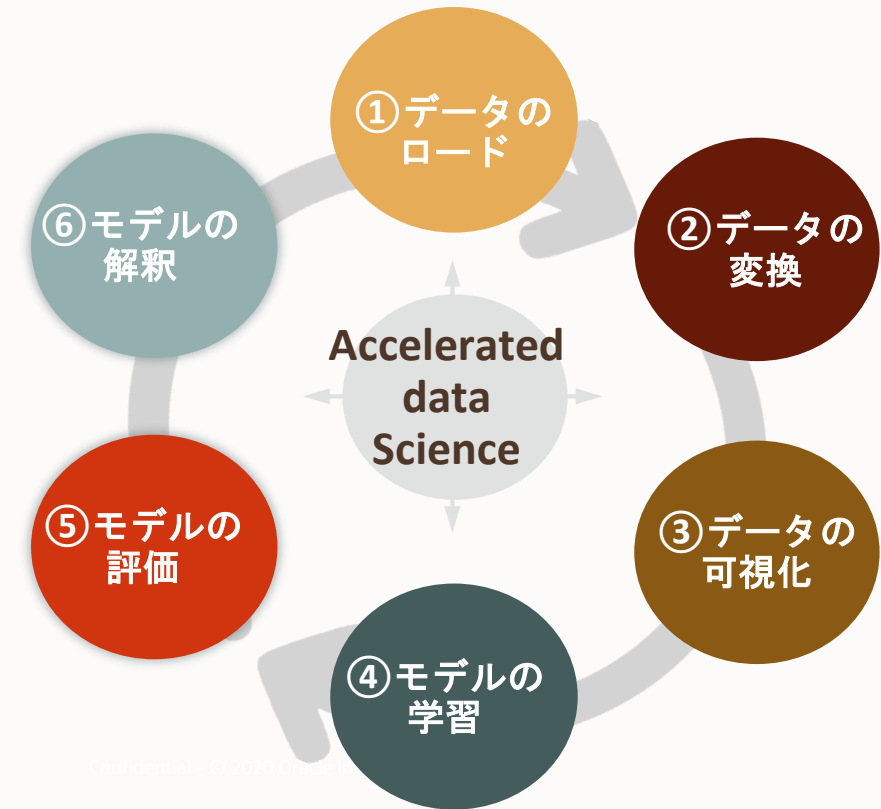 ①データの
ロード
②データの
変換
③データの
可視化
④モデルの
学習
⑤モデルの
評価
⑥モデルの
解釈
Accelerated
data
Science
© 2020